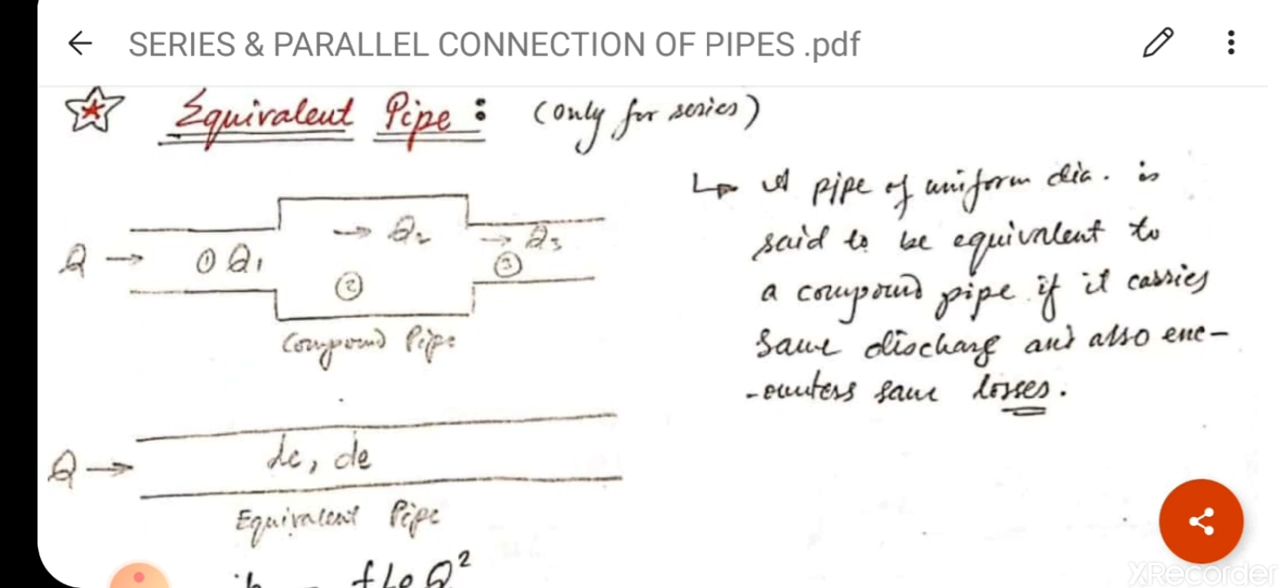 SERIES & PARALLEL CONNECTION OF PIPES .pdf
Equivalent Pipe : (only for series)
Q → ① Q₁ → Q₂ ② → Q₃ ③
Compound Pipe
↳ A pipe of uniform dia. is
said to be equivalent to
a compound pipe if it carries
same discharge and also enc-
-ounters same losses.
Q → le, de
Equivalent Pipe
f Le Q²
XRecorder